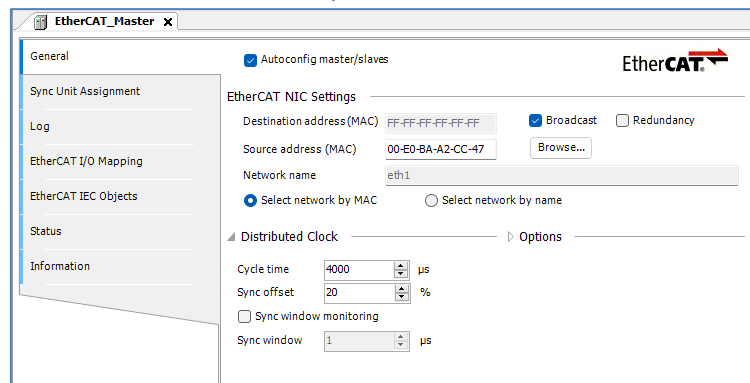 EtherCAT_Master
General
Autoconfig master/slaves
EtherCAT
Sync Unit Assignment
EtherCAT NIC Settings
Log
Destination address (MAC) FF-FF-FF-FF-FF-FF Broadcast Redundancy
Source address (MAC) 00-E0-BA-A2-CC-47 Browse...
EtherCAT I/O Mapping
Network name eth1
EtherCAT IEC Objects
Select network by MAC Select network by name
Status
Distributed Clock Options
Information
Cycle time 4000 µs
Sync offset 20 %
Sync window monitoring
Sync window 1 µs